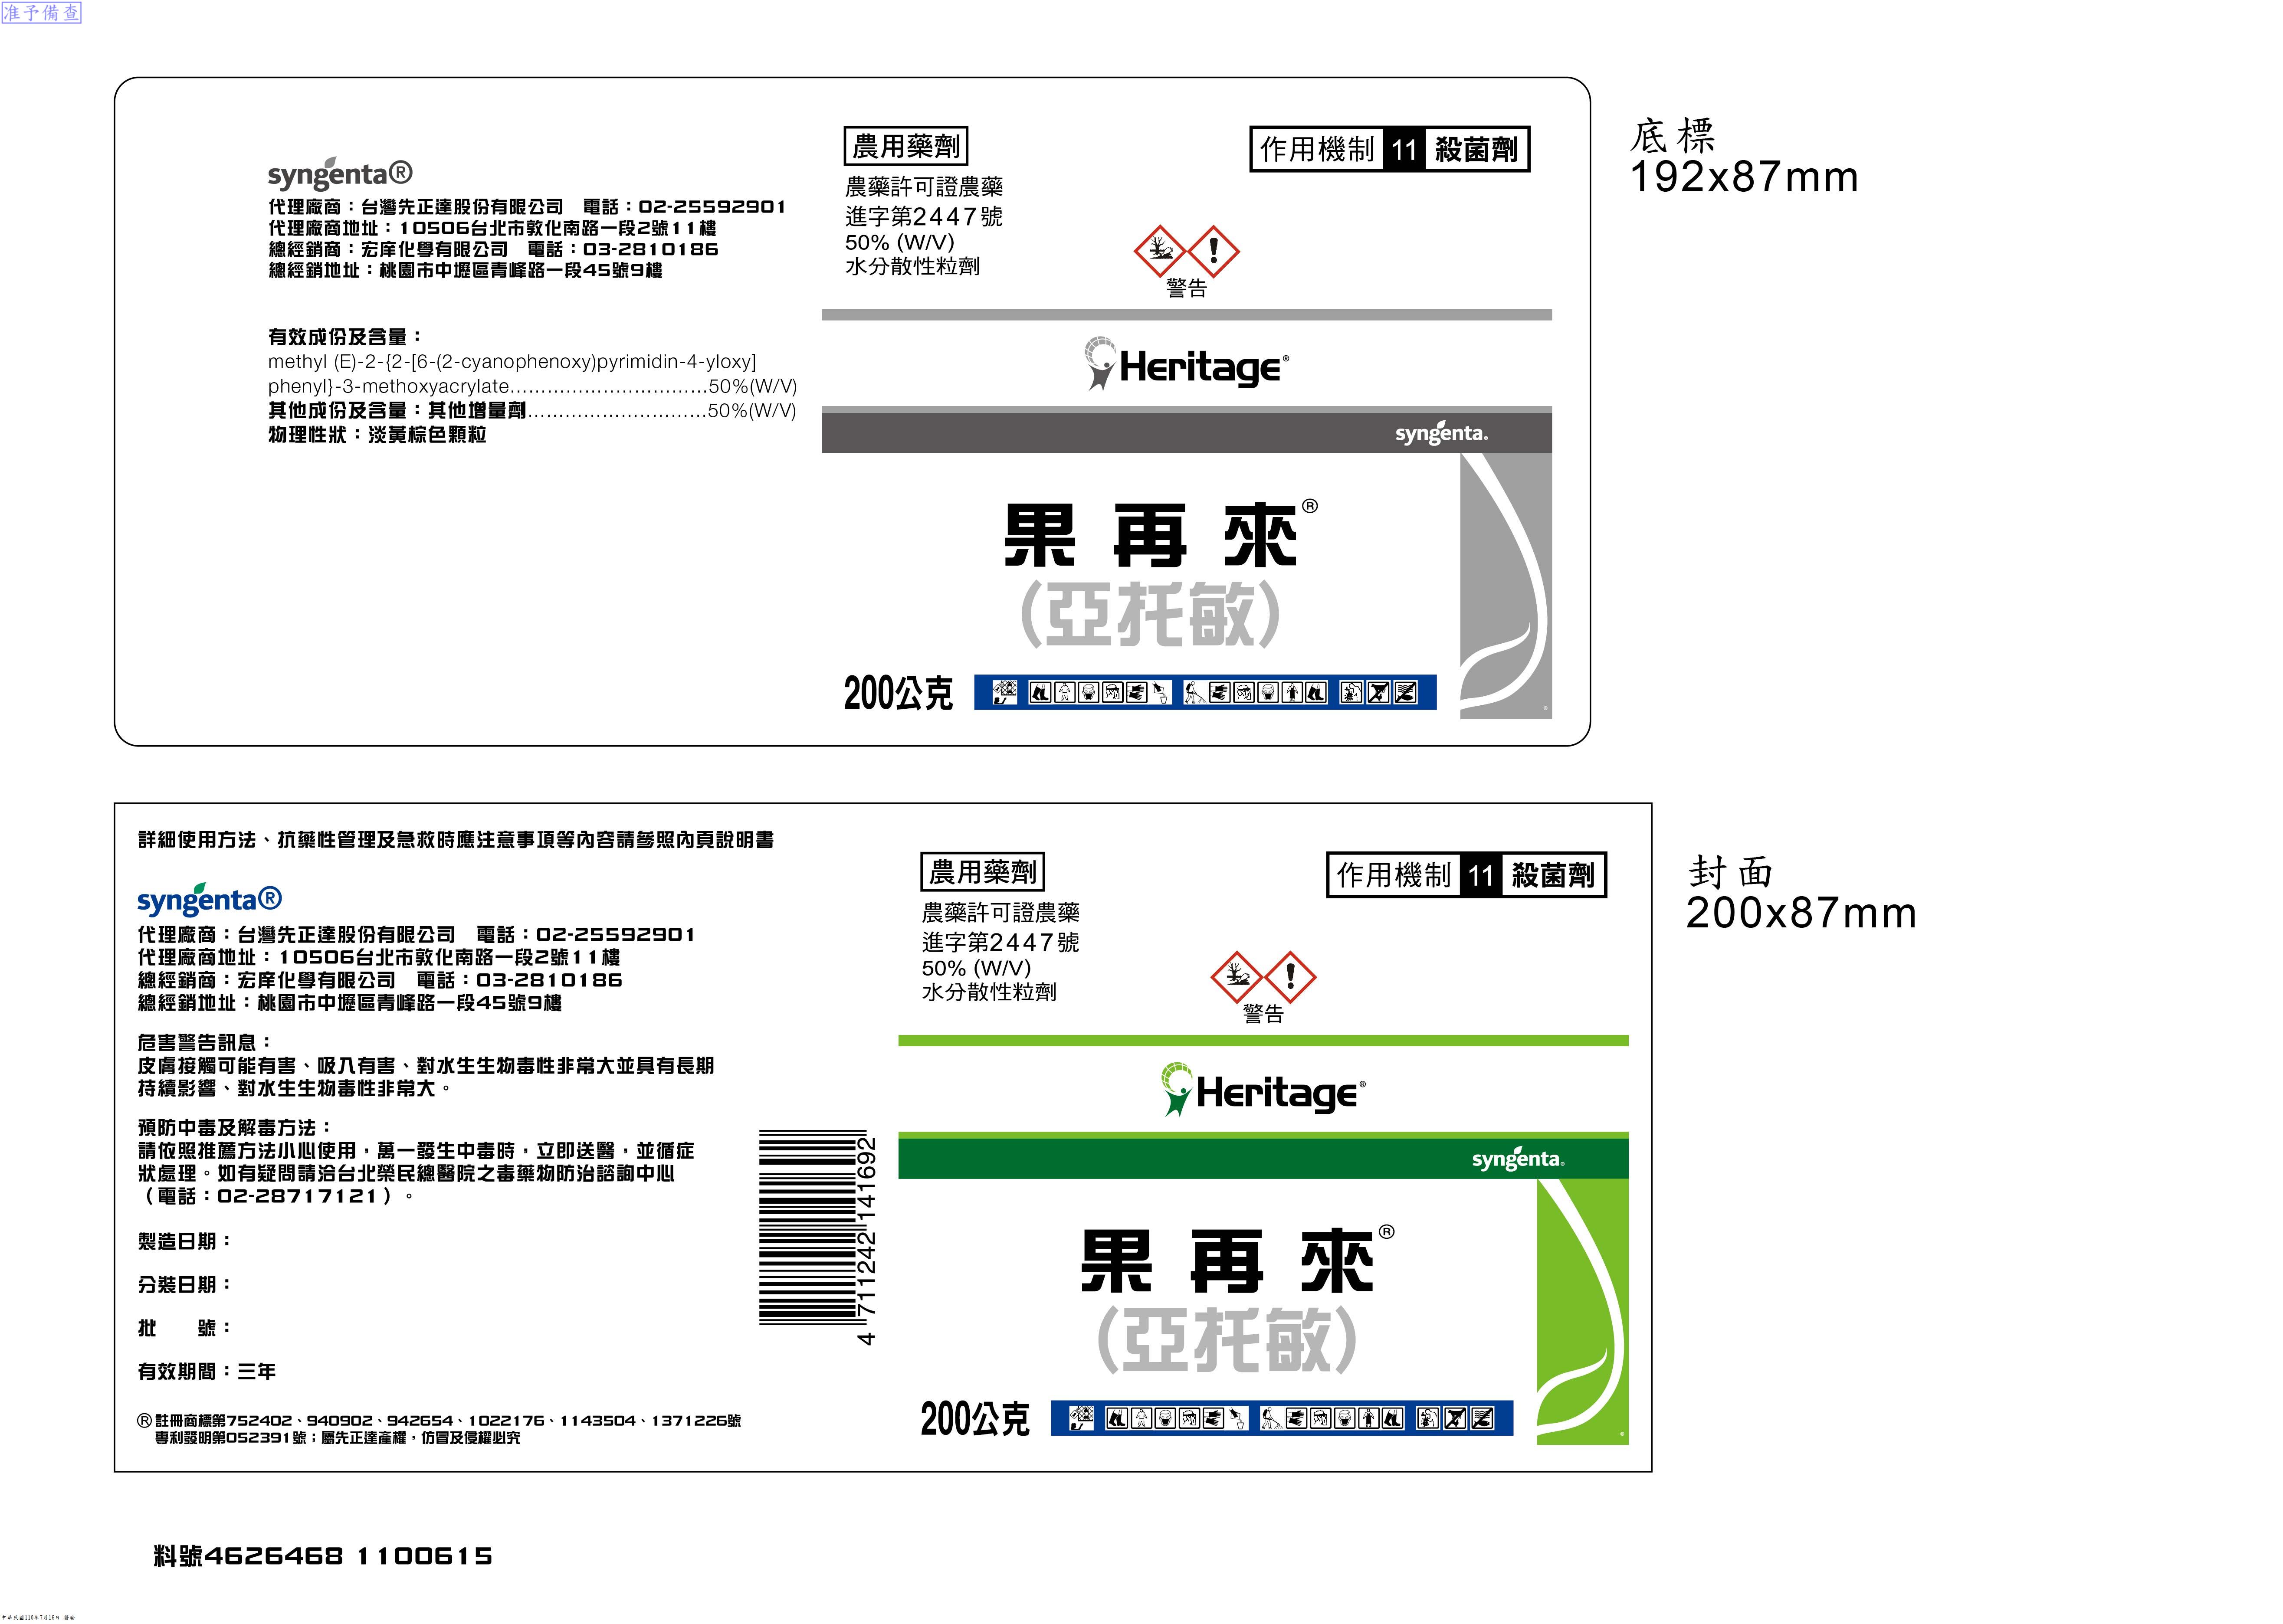 准予備查
syngenta®
代理廠商：台灣先正達股份有限公司　電話：02-25592901
代理廠商地址：10506台北市敦化南路一段2號11樓
總經銷商：宏庠化學有限公司　電話：03-2810186
總經銷地址：桃園市中壢區青峰路一段45號9樓
有效成份及含量：
methyl (E)-2-{2-[6-(2-cyanophenoxy)pyrimidin-4-yloxy]
phenyl}-3-methoxyacrylate................................50%(W/V)
其他成份及含量：其他增量劑.............................50%(W/V)
物理性狀：淡黃棕色顆粒
農用藥劑
農藥許可證農藥
進字第2447號
50% (W/V)
水分散性粒劑
作用機制 11 殺菌劑
警告
Heritage®
syngenta®
果再來®
(亞托敏)
200公克
底標
192x87mm
詳細使用方法、抗藥性管理及急救時應注意事項等內容請參照內頁說明書
syngenta®
代理廠商：台灣先正達股份有限公司　電話：02-25592901
代理廠商地址：10506台北市敦化南路一段2號11樓
總經銷商：宏庠化學有限公司　電話：03-2810186
總經銷地址：桃園市中壢區青峰路一段45號9樓
危害警告訊息：
皮膚接觸可能有害、吸入有害、對水生生物毒性非常大並具有長期
持續影響、對水生生物毒性非常大。
預防中毒及解毒方法：
請依照推薦方法小心使用，萬一發生中毒時，立即送醫，並循症
狀處理。如有疑問請洽台北榮民總醫院之毒藥物防治諮詢中心
（電話：02-28717121）。
製造日期：
分裝日期：
批　　號：
有效期間：三年
®註冊商標第752402、940902、942654、1022176、1143504、1371226號
專利發明第052391號；屬先正達產權，仿冒及侵權必究
4 711242 141692
農用藥劑
農藥許可證農藥
進字第2447號
50% (W/V)
水分散性粒劑
作用機制 11 殺菌劑
警告
Heritage®
syngenta®
果再來®
(亞托敏)
200公克
封面
200x87mm
料號4626468 1100615
中華民國110年7月16日